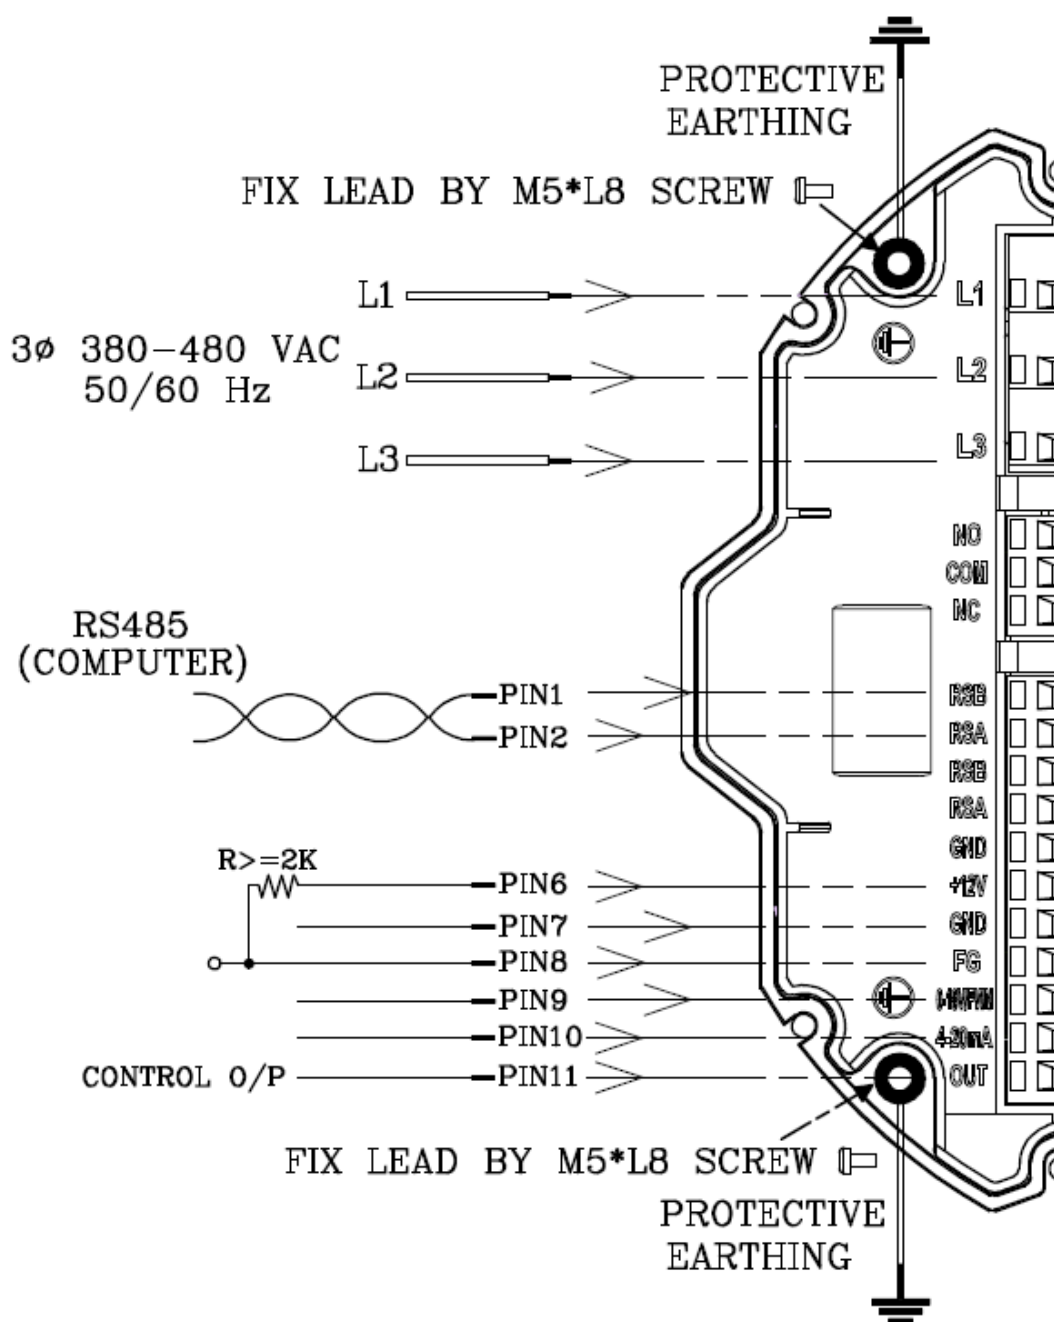 PROTECTIVE
EARTHING
FIX LEAD BY M5*L8 SCREW
L1
L1
3ø 380-480 VAC
50/60 Hz
L2
L2
L3
L3
NO
COM
NC
RS485
(COMPUTER)
PIN1
RSB
PIN2
RSA
RSB
RSA
GND
R>=2K
PIN6
+12V
PIN7
GND
PIN8
FG
PIN9
PIN10
4-20mA
CONTROL O/P
PIN11
OUT
FIX LEAD BY M5*L8 SCREW
PROTECTIVE
EARTHING